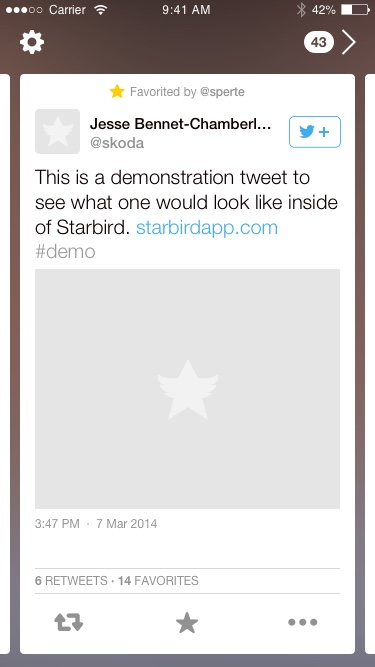 Carrier 9:41 AM 42%
43
Favorited by @sperte
Jesse Bennet-Chamberl...
@skoda
+
This is a demonstration tweet to
see what one would look like inside
of Starbird. starbirdapp.com
#demo
3:47 PM · 7 Mar 2014
6 RETWEETS · 14 FAVORITES